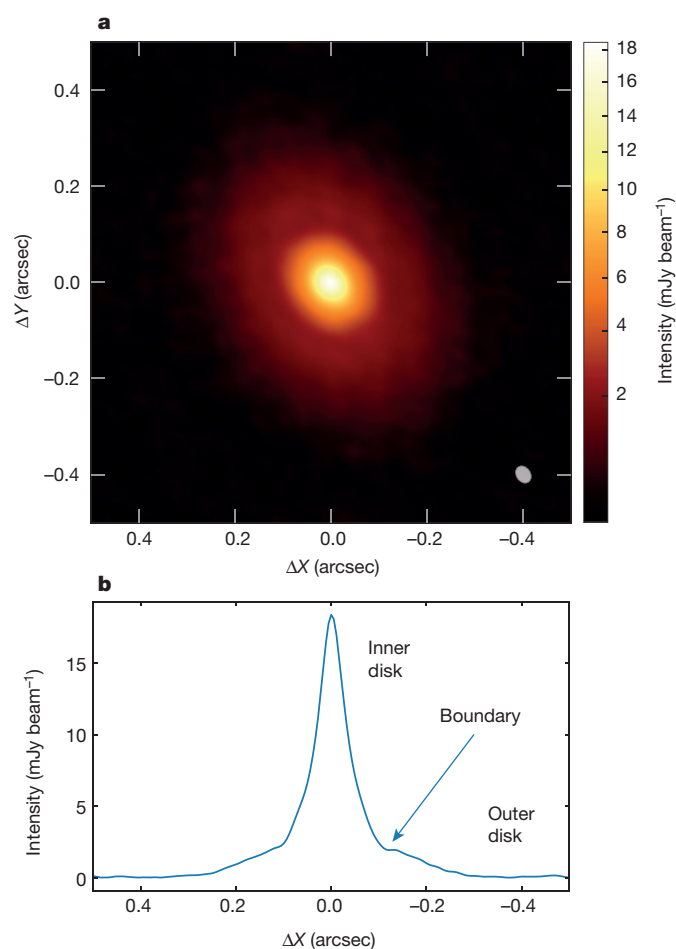 a
0.4
0.2
0.0
−0.2
−0.4
ΔY (arcsec)
0.4
0.2
0.0
−0.2
−0.4
ΔX (arcsec)
18
16
14
12
10
8
6
4
2
Intensity (mJy beam⁻¹)
b
15
10
5
0
Intensity (mJy beam⁻¹)
Inner
disk
Boundary
Outer
disk
0.4
0.2
0.0
−0.2
−0.4
ΔX (arcsec)